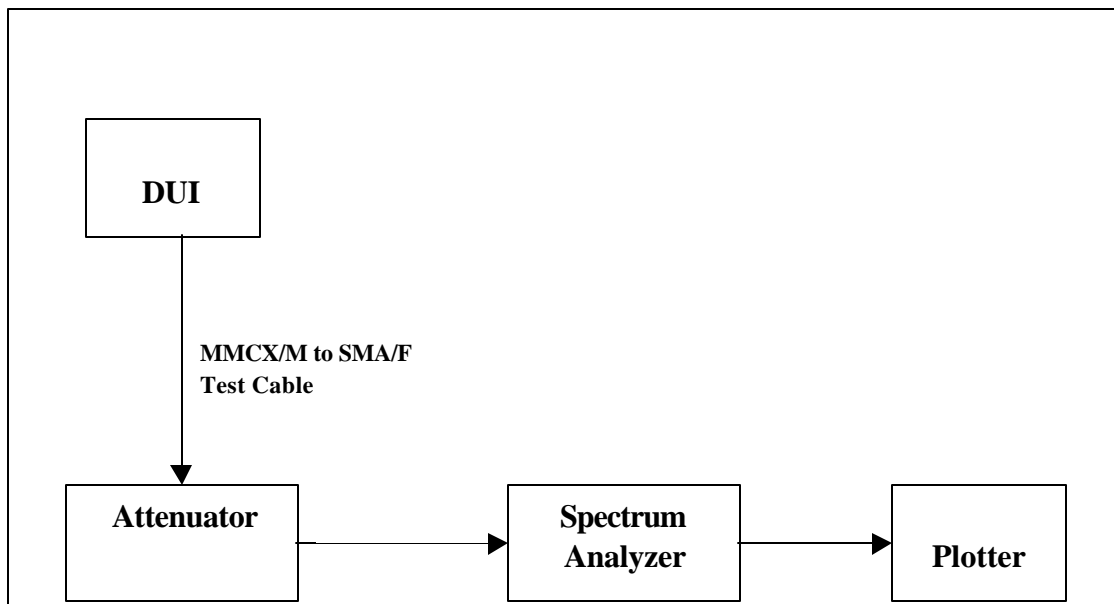 DUI
MMCX/M to SMA/F
Test Cable
Attenuator
Spectrum
Analyzer
Plotter